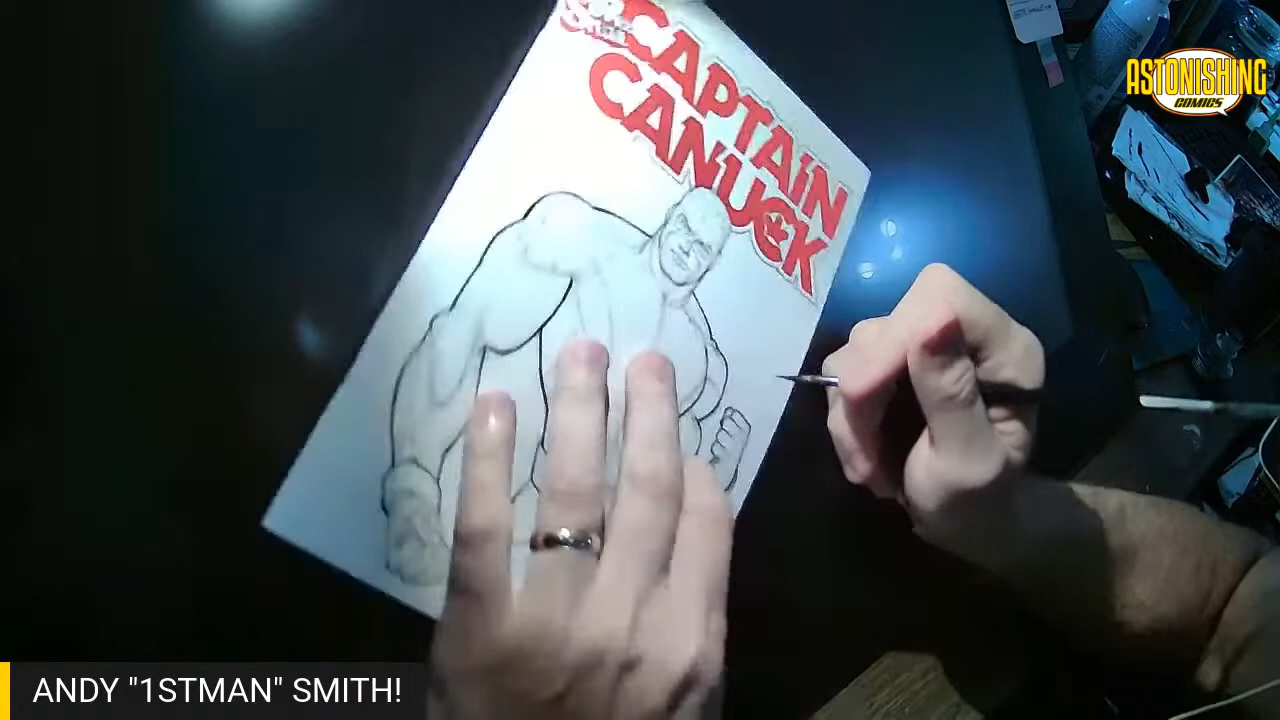 CAPTAIN
CANUCK
ASTONISHING
COMICS
ANDY "1STMAN" SMITH!